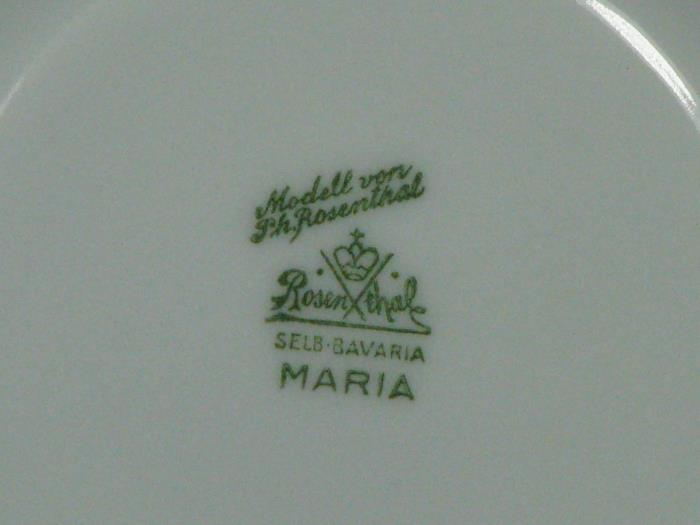 Modell von
Ph. Rosenthal
Rosenthal
SELB·BAVARIA
MARIA